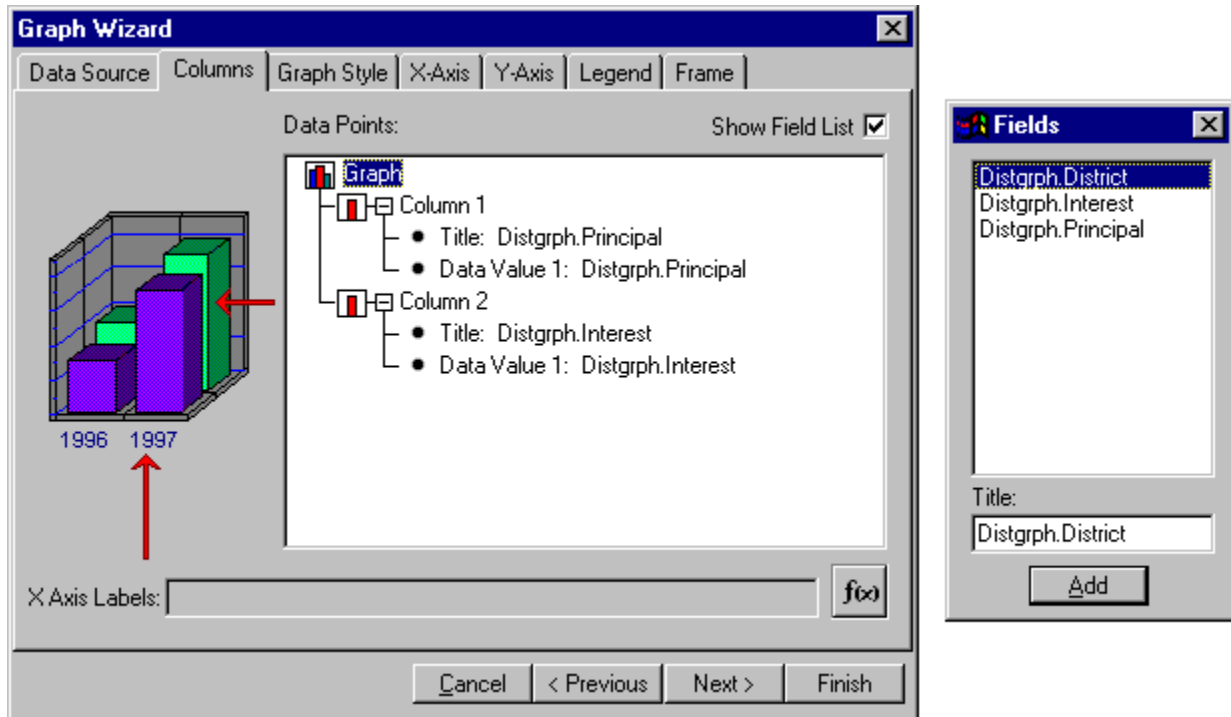 Graph Wizard
Data Source Columns Graph Style X-Axis Y-Axis Legend Frame
Data Points: Show Field List
Graph
Column 1
Title: Distgrph.Principal
Data Value 1: Distgrph.Principal
Column 2
Title: Distgrph.Interest
Data Value 1: Distgrph.Interest
1996 1997
X Axis Labels: f(x)
Cancel < Previous Next > Finish
Fields
Distgrph.District
Distgrph.Interest
Distgrph.Principal
Title:
Distgrph.District
Add